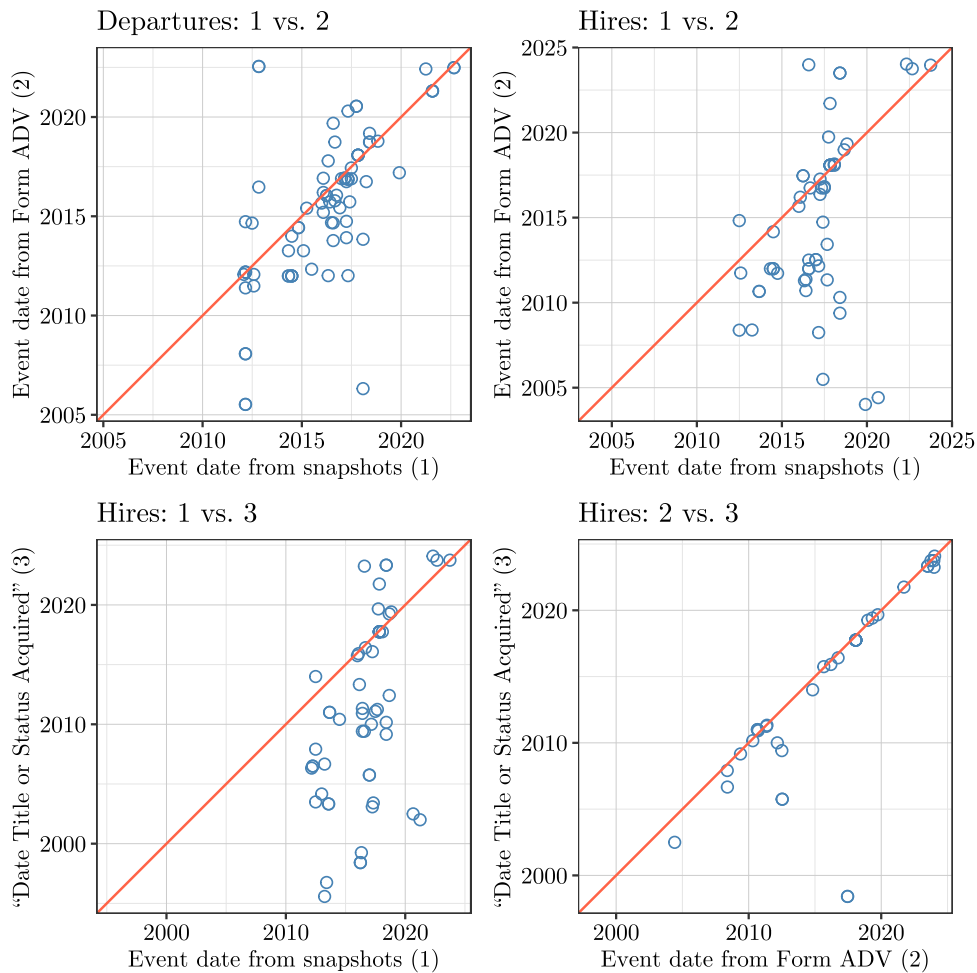 Departures: 1 vs. 2
Event date from Form ADV (2)
2020
2015
2010
2005
2005 2010 2015 2020
Event date from snapshots (1)
Hires: 1 vs. 2
Event date from Form ADV (2)
2025
2020
2015
2010
2005
2005 2010 2015 2020 2025
Event date from snapshots (1)
Hires: 1 vs. 3
“Date Title or Status Acquired” (3)
2020
2010
2000
2000 2010 2020
Event date from snapshots (1)
Hires: 2 vs. 3
“Date Title or Status Acquired” (3)
2020
2010
2000
2000 2010 2020
Event date from Form ADV (2)